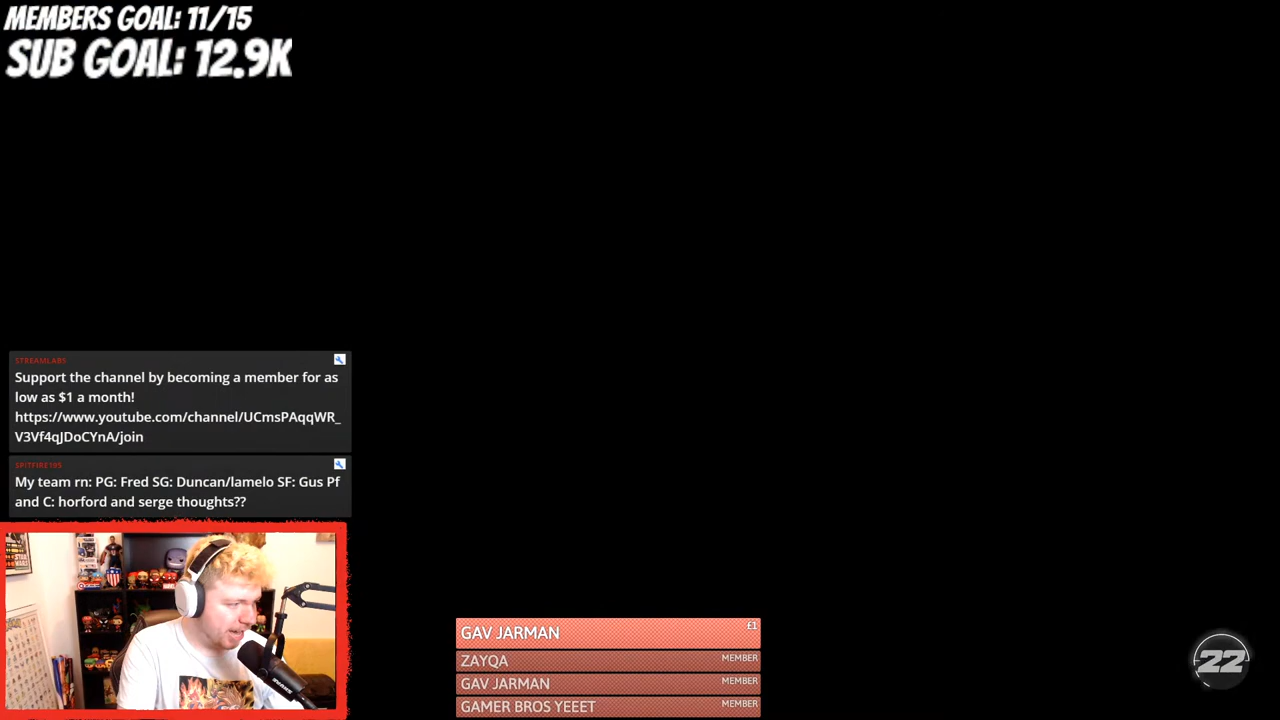 MEMBERS GOAL: 11/15
SUB GOAL: 12.9K
STREAMLABS
Support the channel by becoming a member for as
low as $1 a month!
https://www.youtube.com/channel/UCmsPAqqWR_
V3Vf4qJDoCYnA/join
SPITFIRE195
My team rn: PG: Fred SG: Duncan/lamelo SF: Gus Pf
and C: horford and serge thoughts??
GAV JARMAN £1
ZAYQA MEMBER
GAV JARMAN MEMBER
GAMER BROS YEEET MEMBER
22